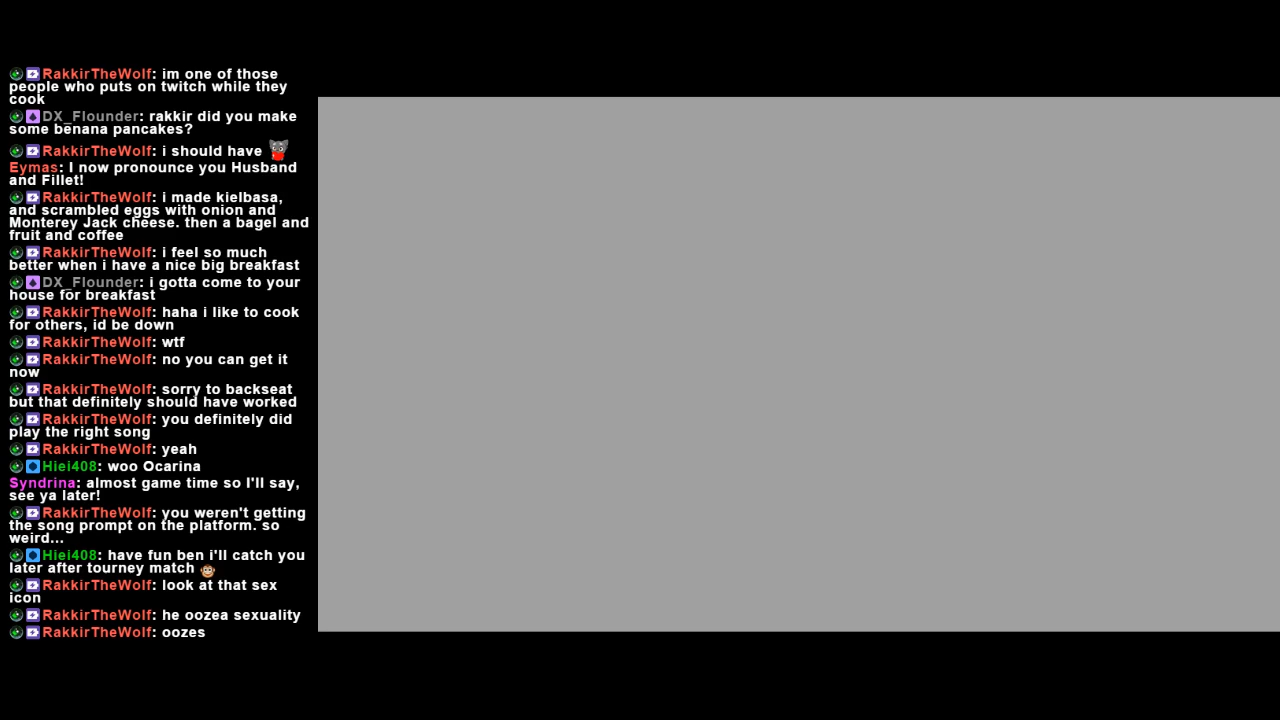 RakkirTheWolf: im one of those
people who puts on twitch while they
cook
DX_Flounder: rakkir did you make
some benana pancakes?
RakkirTheWolf: i should have
Eymas: I now pronounce you Husband
and Fillet!
RakkirTheWolf: i made kielbasa,
and scrambled eggs with onion and
Monterey Jack cheese. then a bagel and
fruit and coffee
RakkirTheWolf: i feel so much
better when i have a nice big breakfast
DX_Flounder: i gotta come to your
house for breakfast
RakkirTheWolf: haha i like to cook
for others, id be down
RakkirTheWolf: wtf
RakkirTheWolf: no you can get it
now
RakkirTheWolf: sorry to backseat
but that definitely should have worked
RakkirTheWolf: you definitely did
play the right song
RakkirTheWolf: yeah
Hiei408: woo Ocarina
Syndrina: almost game time so I'll say,
see ya later!
RakkirTheWolf: you weren't getting
the song prompt on the platform. so
weird...
Hiei408: have fun ben i'll catch you
later after tourney match
RakkirTheWolf: look at that sex
icon
RakkirTheWolf: he oozea sexuality
RakkirTheWolf: oozes